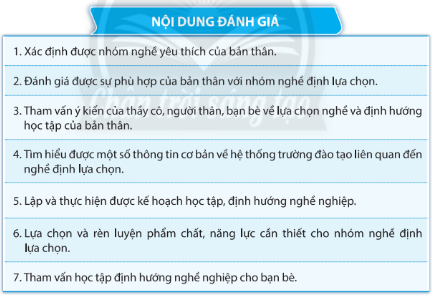 NỘI DUNG ĐÁNH GIÁ
1. Xác định được nhóm nghề yêu thích của bản thân.
2. Đánh giá được sự phù hợp của bản thân với nhóm nghề định lựa chọn.
3. Tham vấn ý kiến của thầy cô, người thân, bạn bè về lựa chọn nghề và định hướng
học tập của bản thân.
4. Tìm hiểu được một số thông tin cơ bản về hệ thống trường đào tạo liên quan đến
nghề định lựa chọn.
5. Lập và thực hiện được kế hoạch học tập, định hướng nghề nghiệp.
6. Lựa chọn và rèn luyện phẩm chất, năng lực cần thiết cho nhóm nghề định
lựa chọn.
7. Tham vấn học tập định hướng nghề nghiệp cho bạn bè.
Chân trời sáng tạo